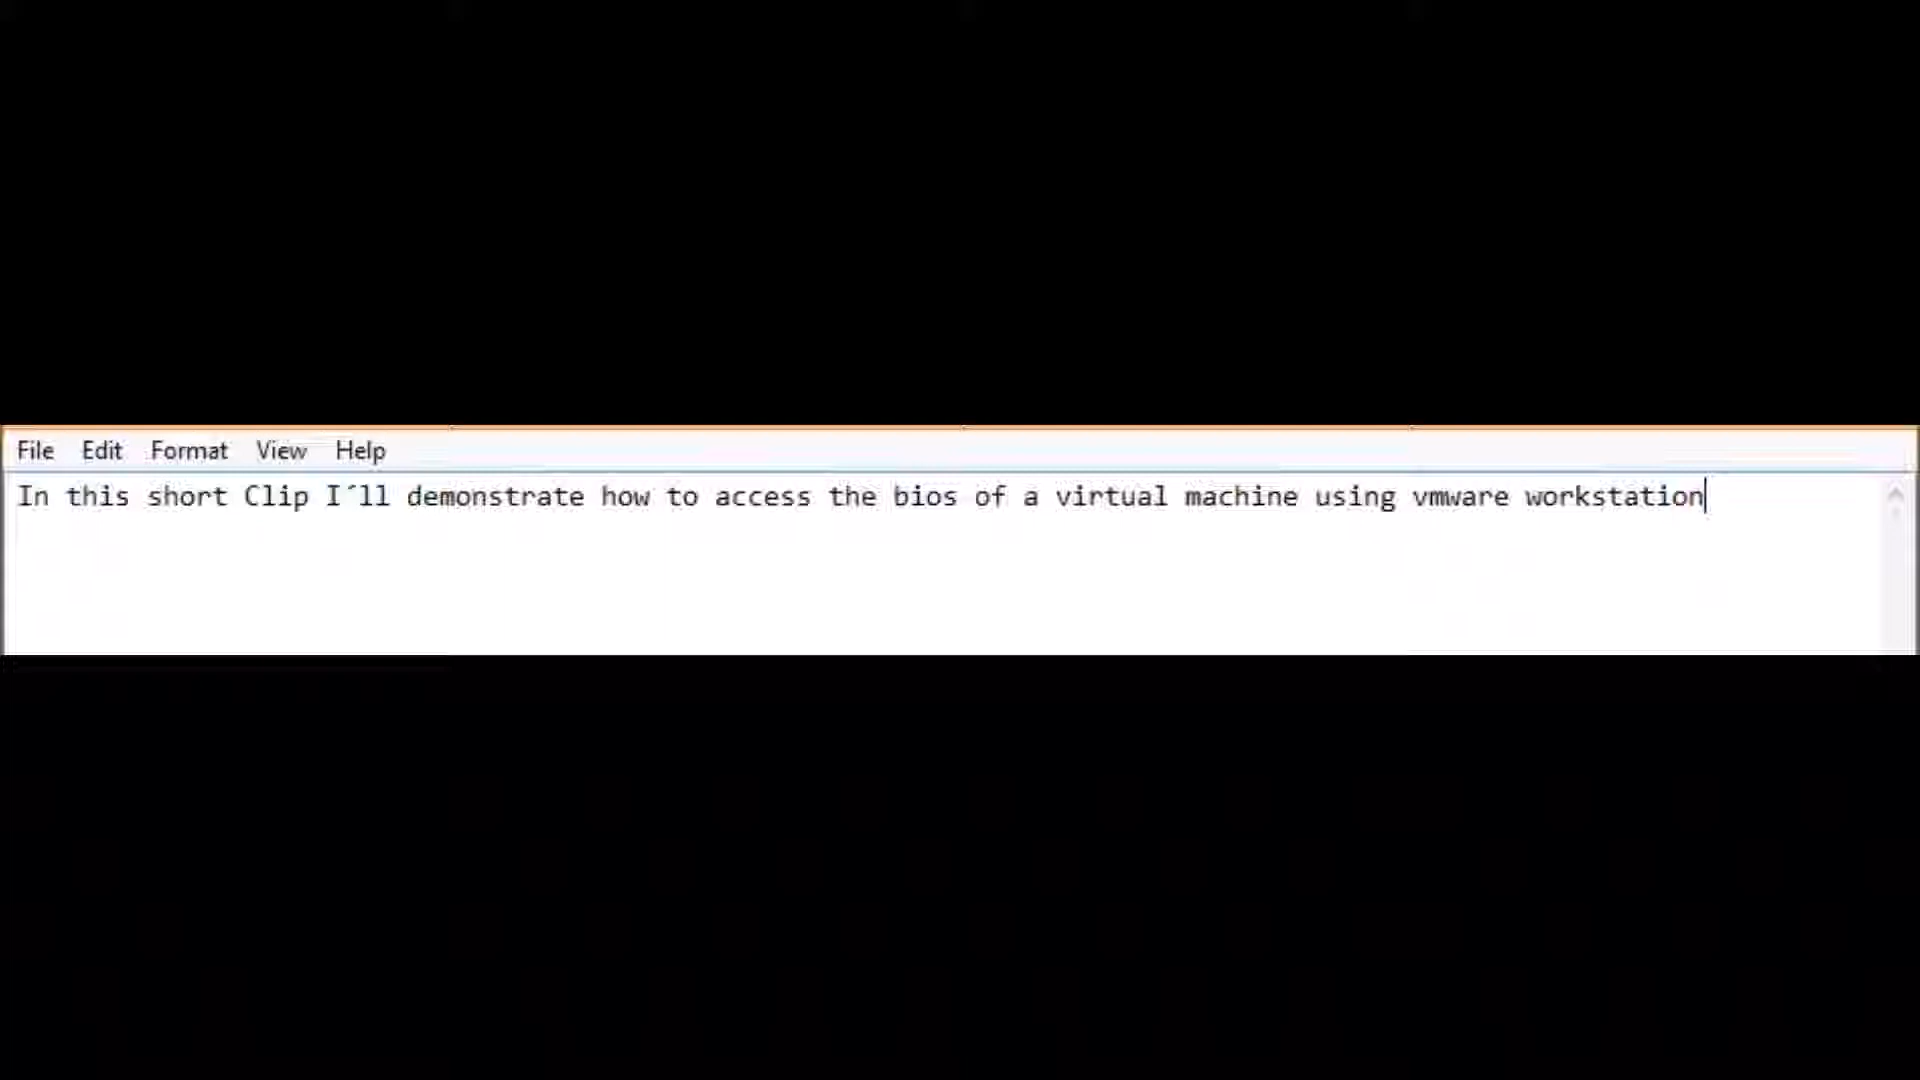 File Edit Format View Help
In this short Clip I´ll demonstrate how to access the bios of a virtual machine using vmware workstation